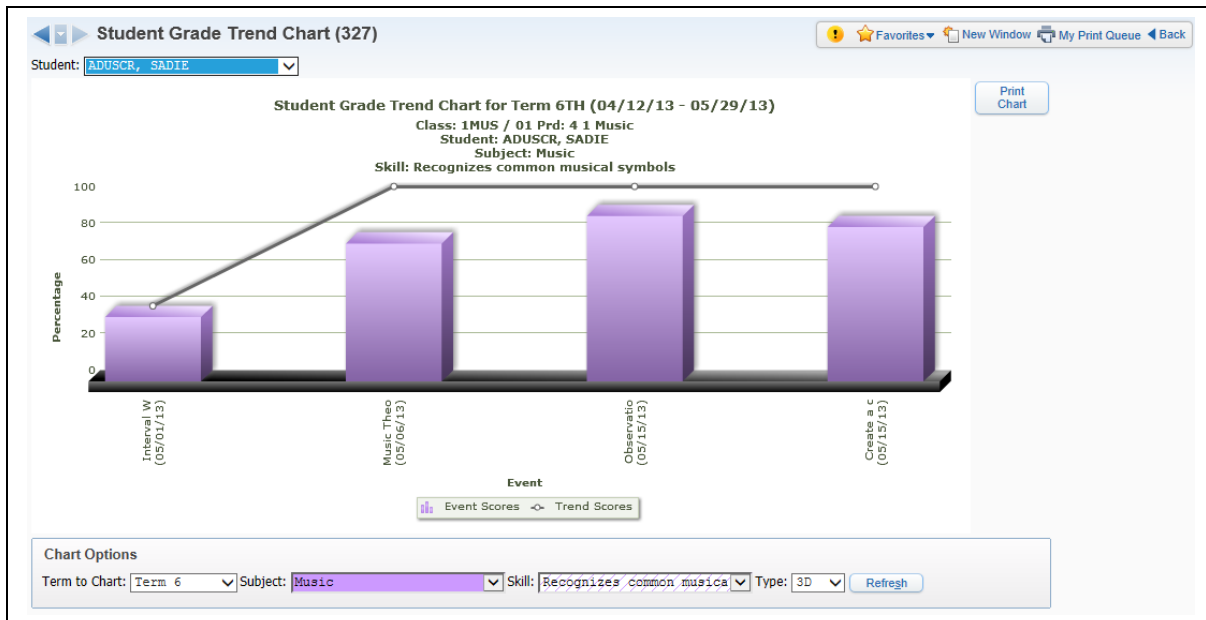 Student Grade Trend Chart (327)
Favorites New Window My Print Queue Back
Student: ADUSCR, SADIE
Print
Chart
Student Grade Trend Chart for Term 6TH (04/12/13 - 05/29/13)
Class: 1MUS / 01 Prd: 4 1 Music
Student: ADUSCR, SADIE
Subject: Music
Skill: Recognizes common musical symbols
100
80
60
40
20
0
Percentage
Interval W
(05/01/13)
Music Theo
(05/06/13)
Observatio
(05/15/13)
Create a c
(05/15/13)
Event
Event Scores Trend Scores
Chart Options
Term to Chart: Term 6 Subject: Music Skill: Recognizes common musica Type: 3D Refresh